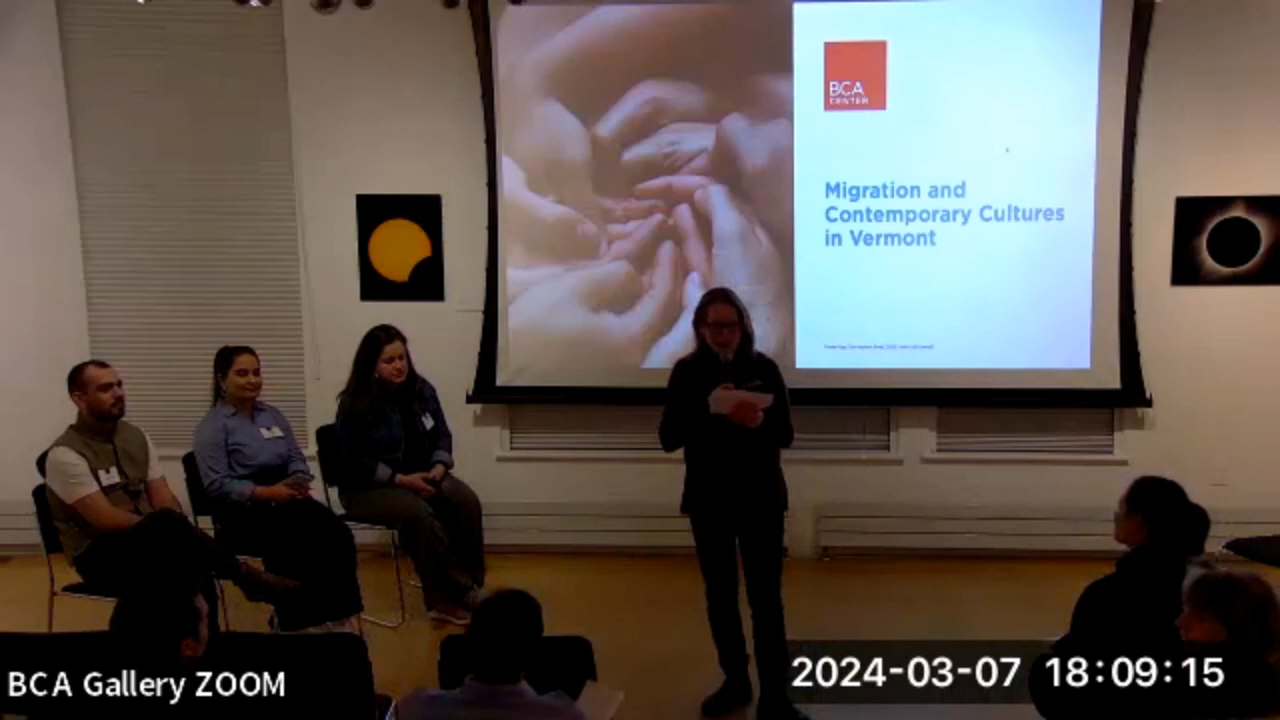 BCA
CENTER
Migration and
Contemporary Cultures
in Vermont
BCA Gallery ZOOM
2024-03-07 18:09:15